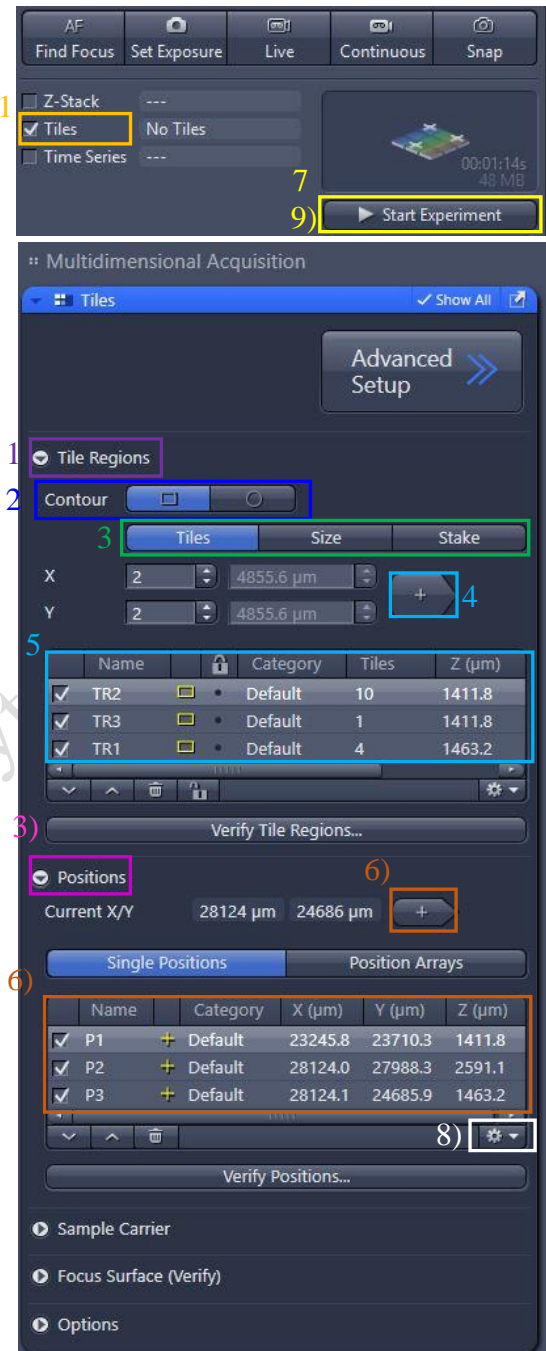 AF
Find Focus Set Exposure Live Continuous Snap
1 Z-Stack ---
Tiles No Tiles
Time Series ---
00:01:14s
48 MB
7
9) Start Experiment
Multidimensional Acquisition
Tiles Show All
Advanced
Setup
1 Tile Regions
2 Contour
3 Tiles Size Stake
X 2 4855.6 µm
+ 4
Y 2 4855.6 µm
5
Name Category Tiles Z (µm)
TR2 Default 10 1411.8
TR3 Default 1 1411.8
TR1 Default 4 1463.2
3) Verify Tile Regions...
Positions 6)
Current X/Y 28124 µm 24686 µm +
Single Positions Position Arrays
6)
Name Category X (µm) Y (µm) Z (µm)
P1 Default 23245.8 23710.3 1411.8
P2 Default 28124.0 27988.3 2591.1
P3 Default 28124.1 24685.9 1463.2
8)
Verify Positions...
Sample Carrier
Focus Surface (Verify)
Options